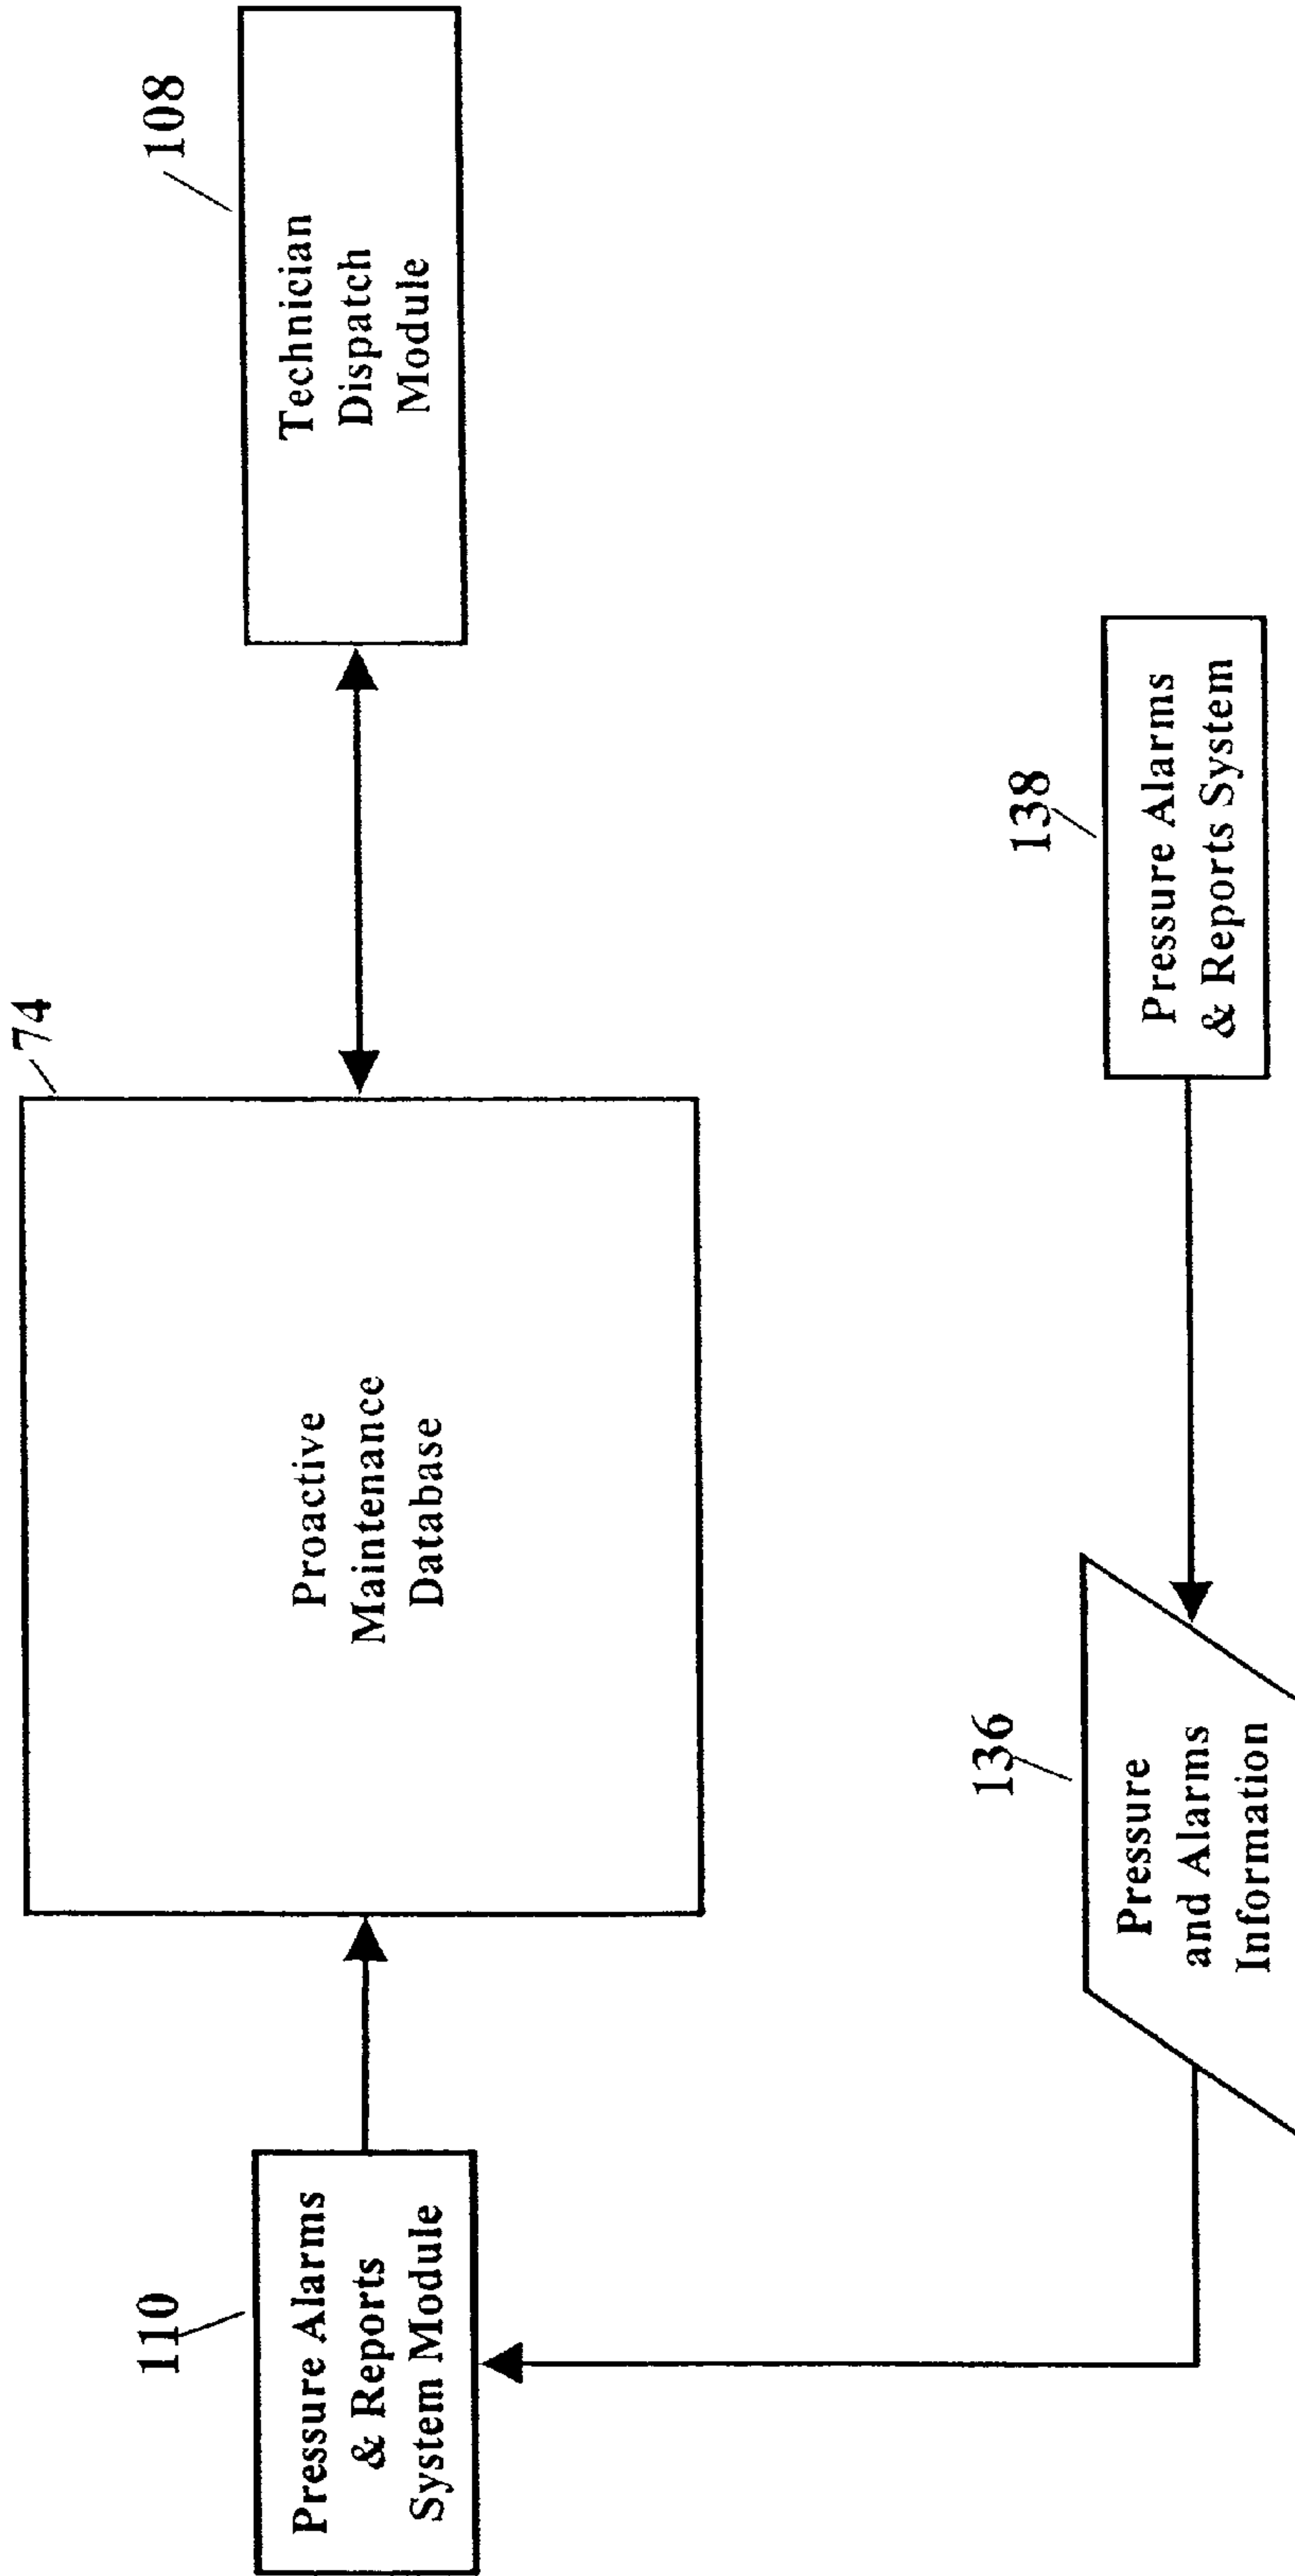 74
108
110
Pressure Alarms
& Reports
System Module
Proactive
Maintenance
Database
Technician
Dispatch
Module
136
138
Pressure
and Alarms
Information
Pressure Alarms
& Reports System